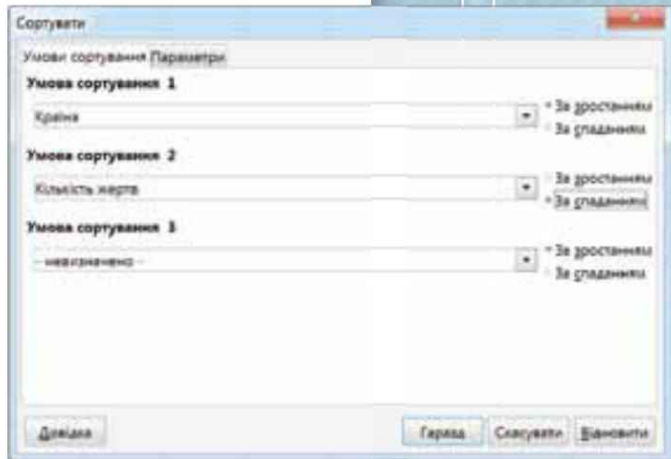 Сортувати
Умови сортування Параметри
Умова сортування 1
Країна
За зростанням
За спаданням
Умова сортування 2
Кількість жертв
За зростанням
За спаданням
Умова сортування 3
- невизначено -
За зростанням
За спаданням
Довідка
Гаразд
Скасувати
Відновити